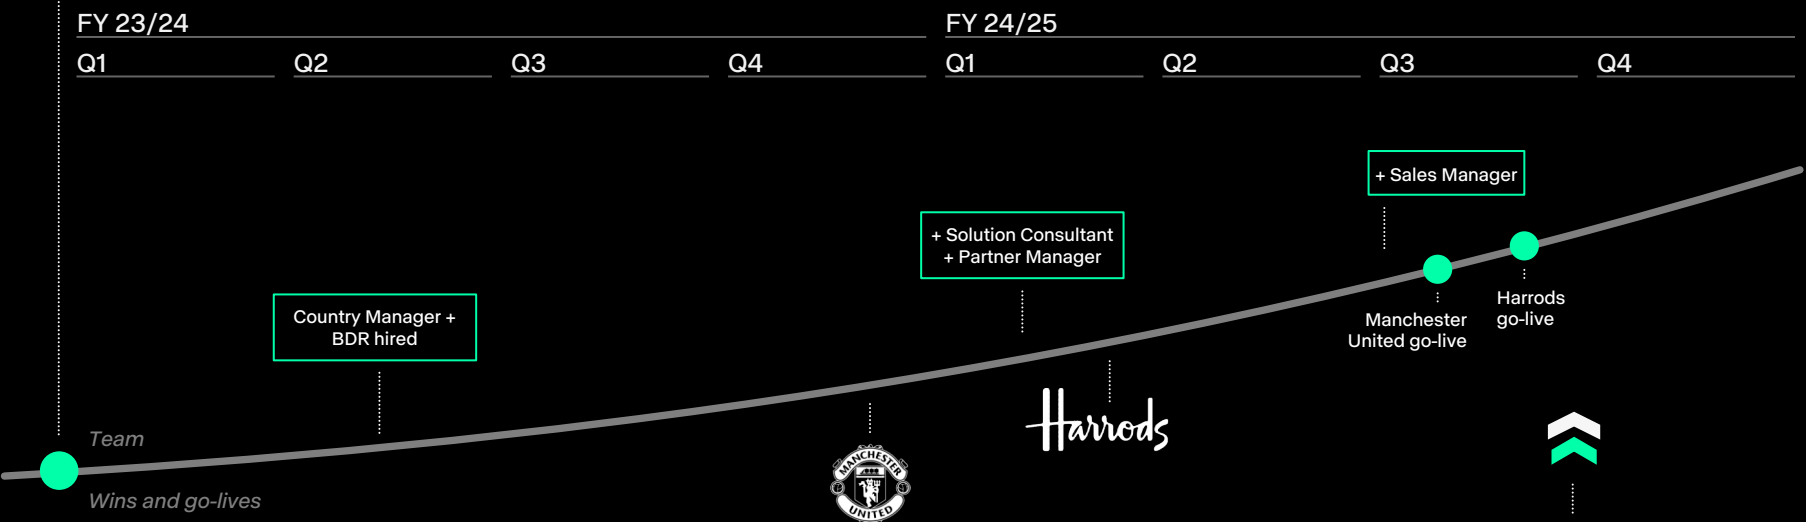 FY 23/24
FY 24/25
Q1
Q2
Q3
Q4
Q1
Q2
Q3
Q4
+ Sales Manager
+ Solution Consultant
+ Partner Manager
Country Manager +
BDR hired
Harrods
go-live
Manchester
United go-live
Harrods
Team
MANCHESTER
UNITED
Wins and go-lives